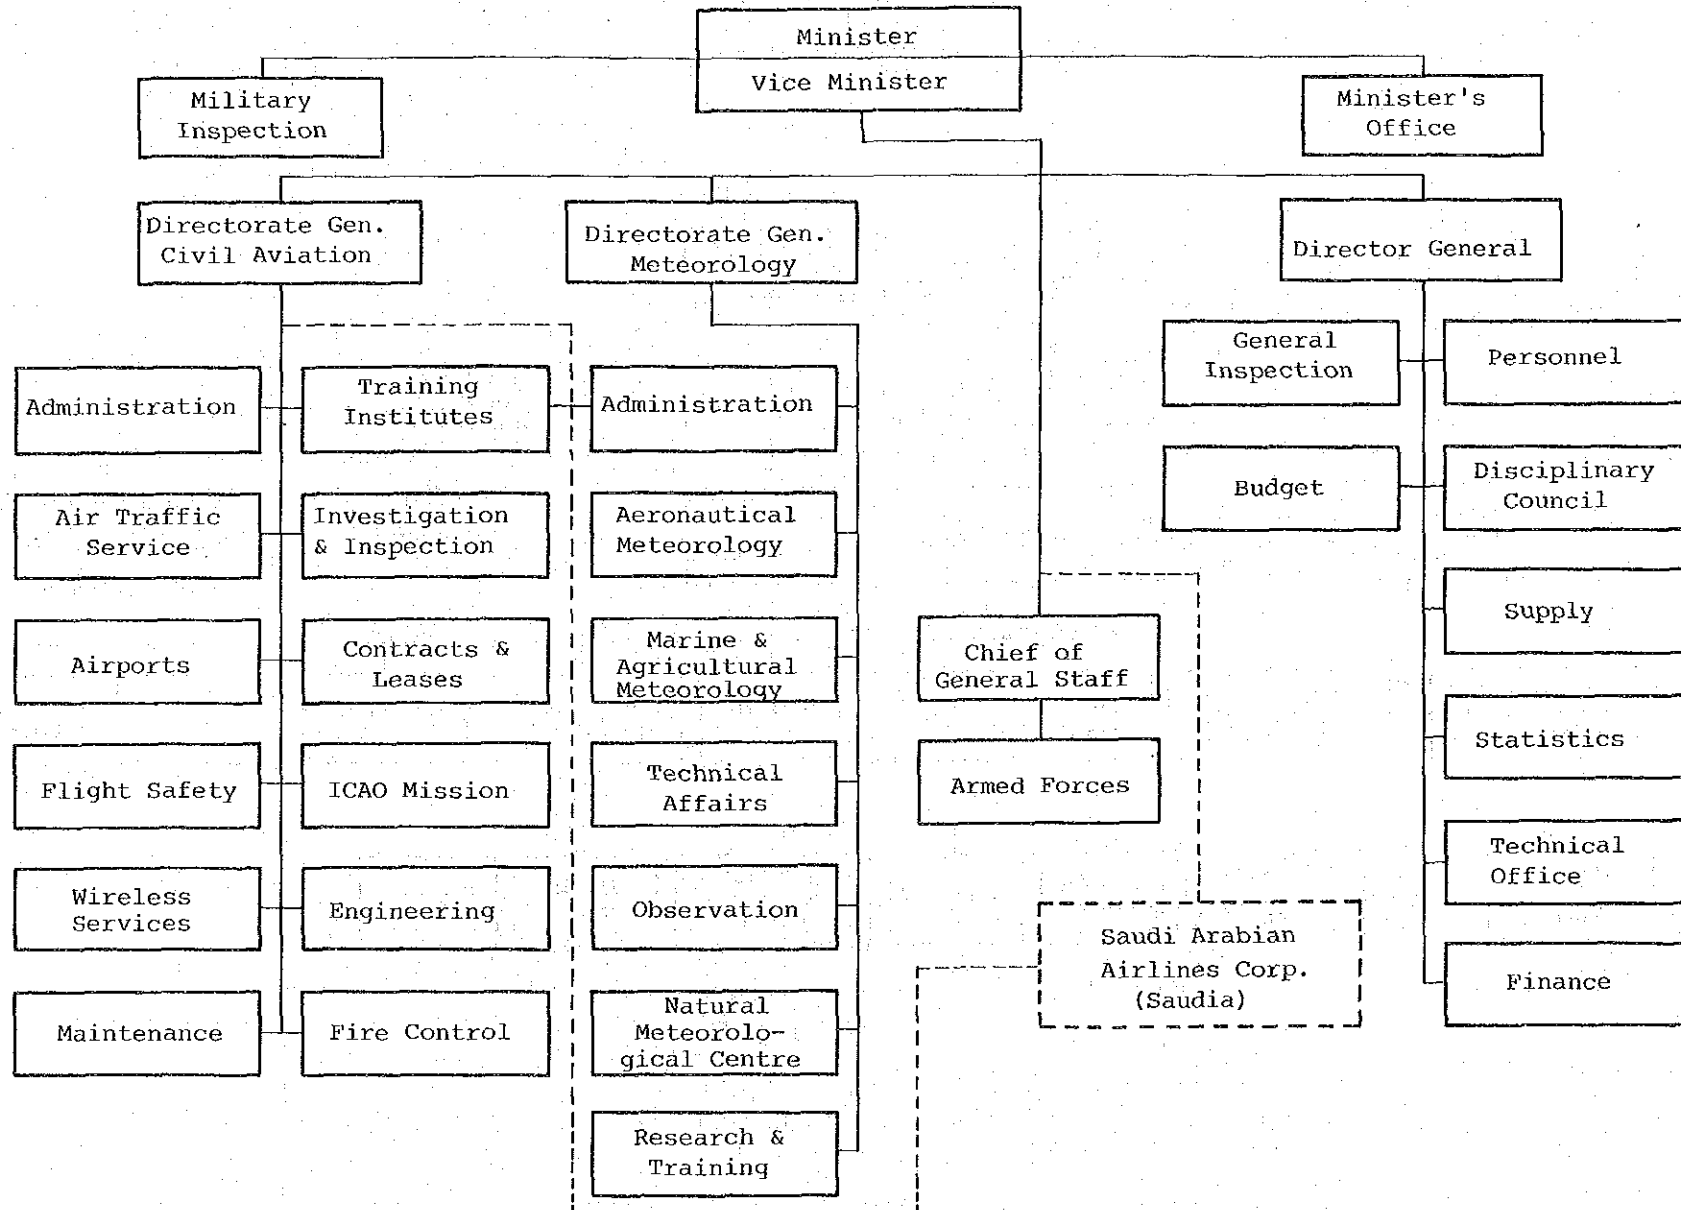 Minister
Vice Minister
Military
Inspection
Minister's
Office
Directorate Gen.
Civil Aviation
Directorate Gen.
Meteorology
Director General
General
Inspection
Personnel
Administration
Training
Institutes
Administration
Budget
Disciplinary
Council
Air Traffic
Service
Investigation
& Inspection
Aeronautical
Meteorology
Supply
Airports
Contracts &
Leases
Marine &
Agricultural
Meteorology
Chief of
General Staff
Statistics
Flight Safety
ICAO Mission
Technical
Affairs
Armed Forces
Technical
Office
Wireless
Services
Engineering
Observation
Saudi Arabian
Airlines Corp.
(Saudia)
Finance
Maintenance
Fire Control
Natural
Meteorolo-
gical Centre
Research &
Training